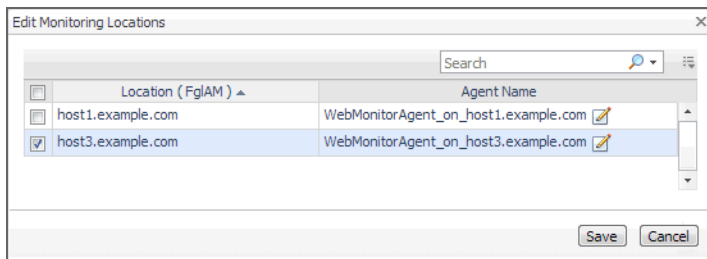 Edit Monitoring Locations
Search
Location ( FglAM ) Agent Name
host1.example.com WebMonitorAgent_on_host1.example.com
host3.example.com WebMonitorAgent_on_host3.example.com
Save Cancel